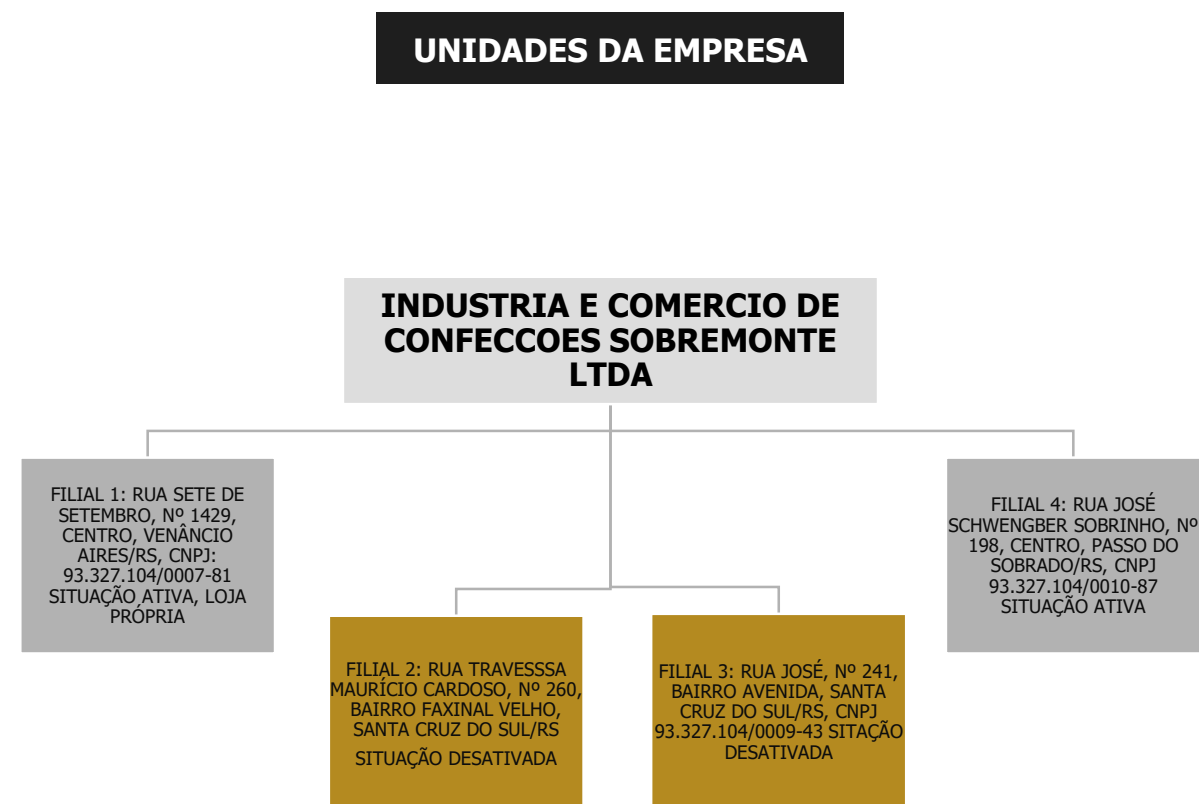 UNIDADES DA EMPRESA
INDUSTRIA E COMERCIO DE
CONFECCOES SOBREMONTE
LTDA
FILIAL 1: RUA SETE DE
SETEMBRO, Nº 1429,
CENTRO, VENÂNCIO
AIRES/RS, CNPJ:
93.327.104/0007-81
SITUAÇÃO ATIVA, LOJA
PRÓPRIA
FILIAL 2: RUA TRAVESSSA
MAURÍCIO CARDOSO, Nº 260,
BAIRRO FAXINAL VELHO,
SANTA CRUZ DO SUL/RS
SITUAÇÃO DESATIVADA
FILIAL 3: RUA JOSÉ, Nº 241,
BAIRRO AVENIDA, SANTA
CRUZ DO SUL/RS, CNPJ
93.327.104/0009-43 SITAÇÃO
DESATIVADA
FILIAL 4: RUA JOSÉ
SCHWENGBER SOBRINHO, Nº
198, CENTRO, PASSO DO
SOBRADO/RS, CNPJ
93.327.104/0010-87
SITUAÇÃO ATIVA